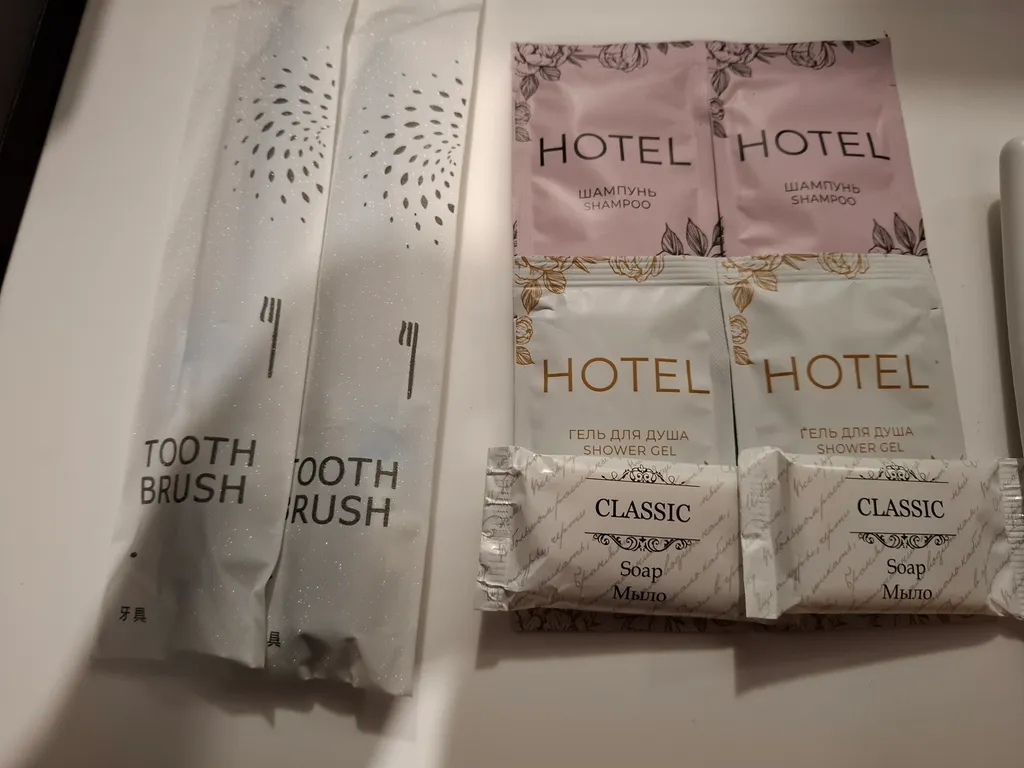 TOOTH
BRUSH
牙具
TOOTH
BRUSH
具
HOTEL
ШАМПУНЬ
SHAMPOO
HOTEL
ШАМПУНЬ
SHAMPOO
HOTEL
ГЕЛЬ ДЛЯ ДУША
SHOWER GEL
HOTEL
ГЕЛЬ ДЛЯ ДУША
SHOWER GEL
CLASSIC
Soap
Мыло
CLASSIC
Soap
Мыло